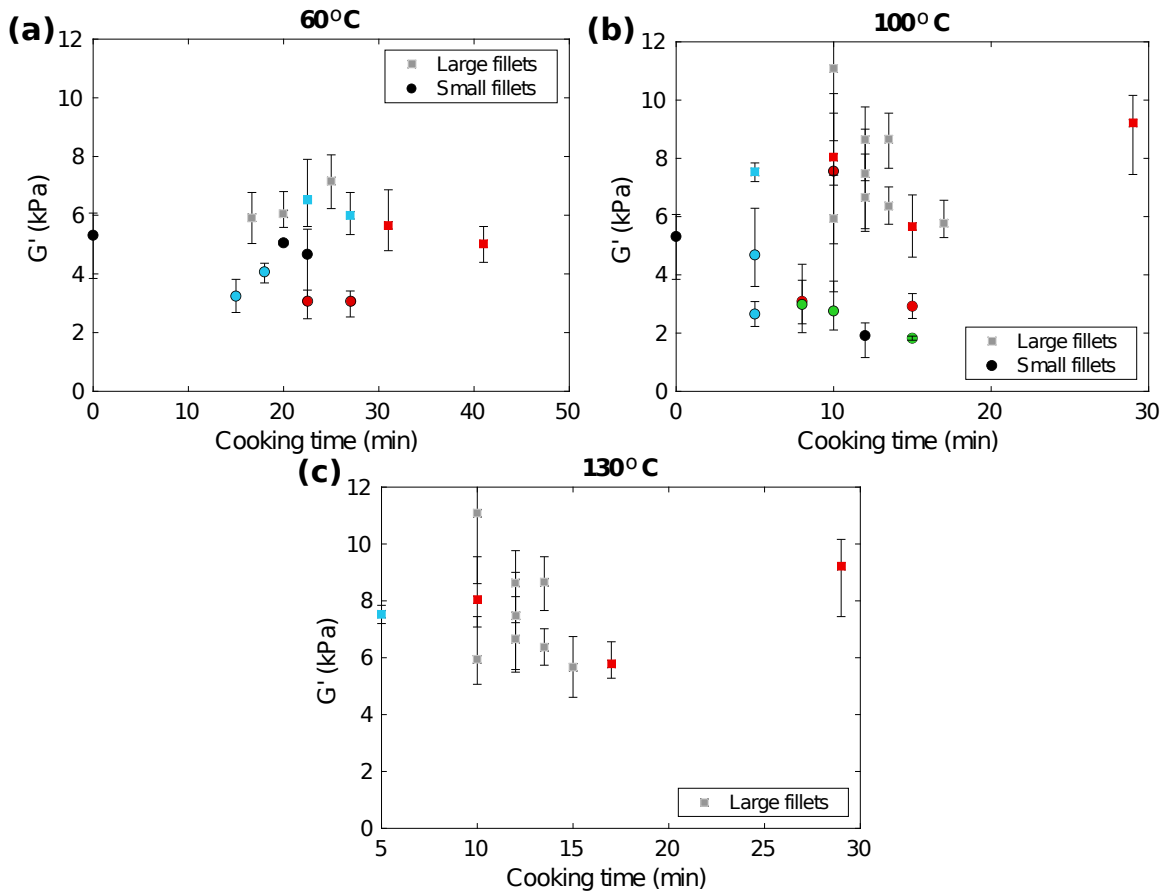 (a)
60°C
12
10
8
6
4
2
0
G' (kPa)
Large fillets
Small fillets
0 10 20 30 40 50
Cooking time (min)
(b)
100°C
12
10
8
6
4
2
0
G' (kPa)
Large fillets
Small fillets
0 10 20 30
Cooking time (min)
(c)
130°C
12
10
8
6
4
2
0
G' (kPa)
Large fillets
5 10 15 20 25 30
Cooking time (min)